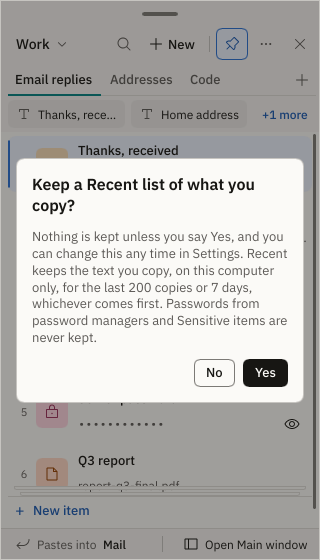 Work
New
Email replies
Addresses
Code
Thanks, rece...
Home address
+1 more
Thanks, received
Keep a Recent list of what you
copy?
Nothing is kept unless you say Yes, and you
can change this any time in Settings. Recent
keeps the text you copy, on this computer
only, for the last 200 copies or 7 days,
whichever comes first. Passwords from
password managers and Sensitive items are
never kept.
No
Yes
5
••••••••••••
Q3 report
6
report-q3-final.pdf
+ New item
Pastes into Mail
Open Main window